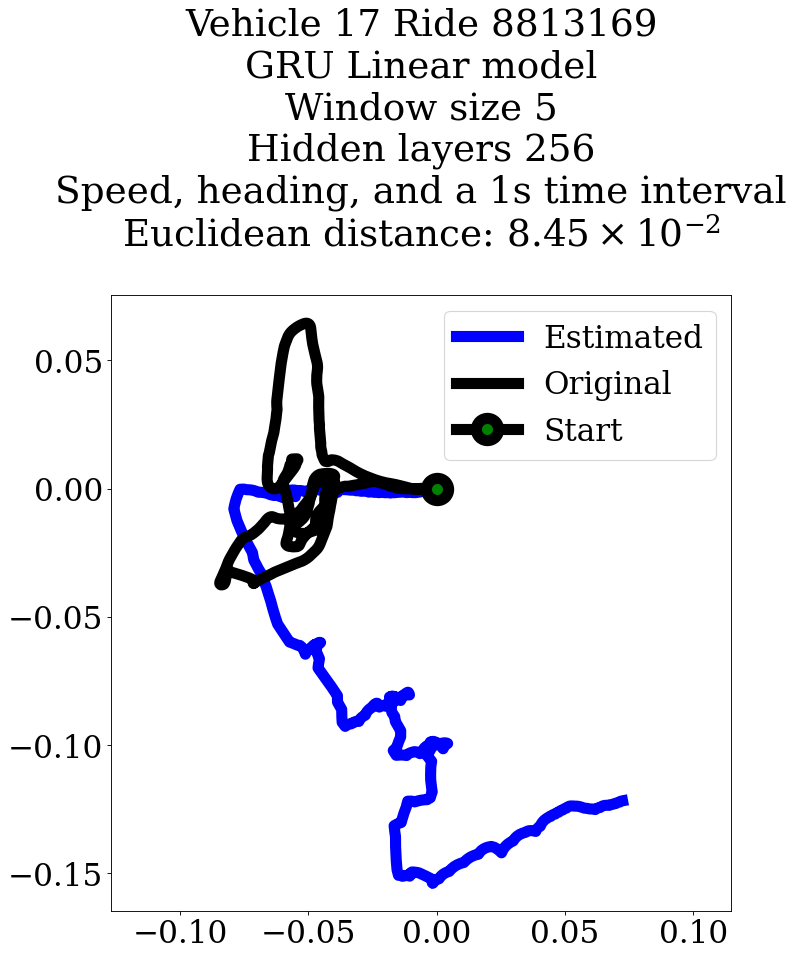 Vehicle 17 Ride 8813169
GRU Linear model
Window size 5
Hidden layers 256
Speed, heading, and a 1s time interval
Euclidean distance: 8.45 × 10⁻²
Estimated
Original
Start
0.05
0.00
−0.05
−0.10
−0.15
−0.10
−0.05
0.00
0.05
0.10